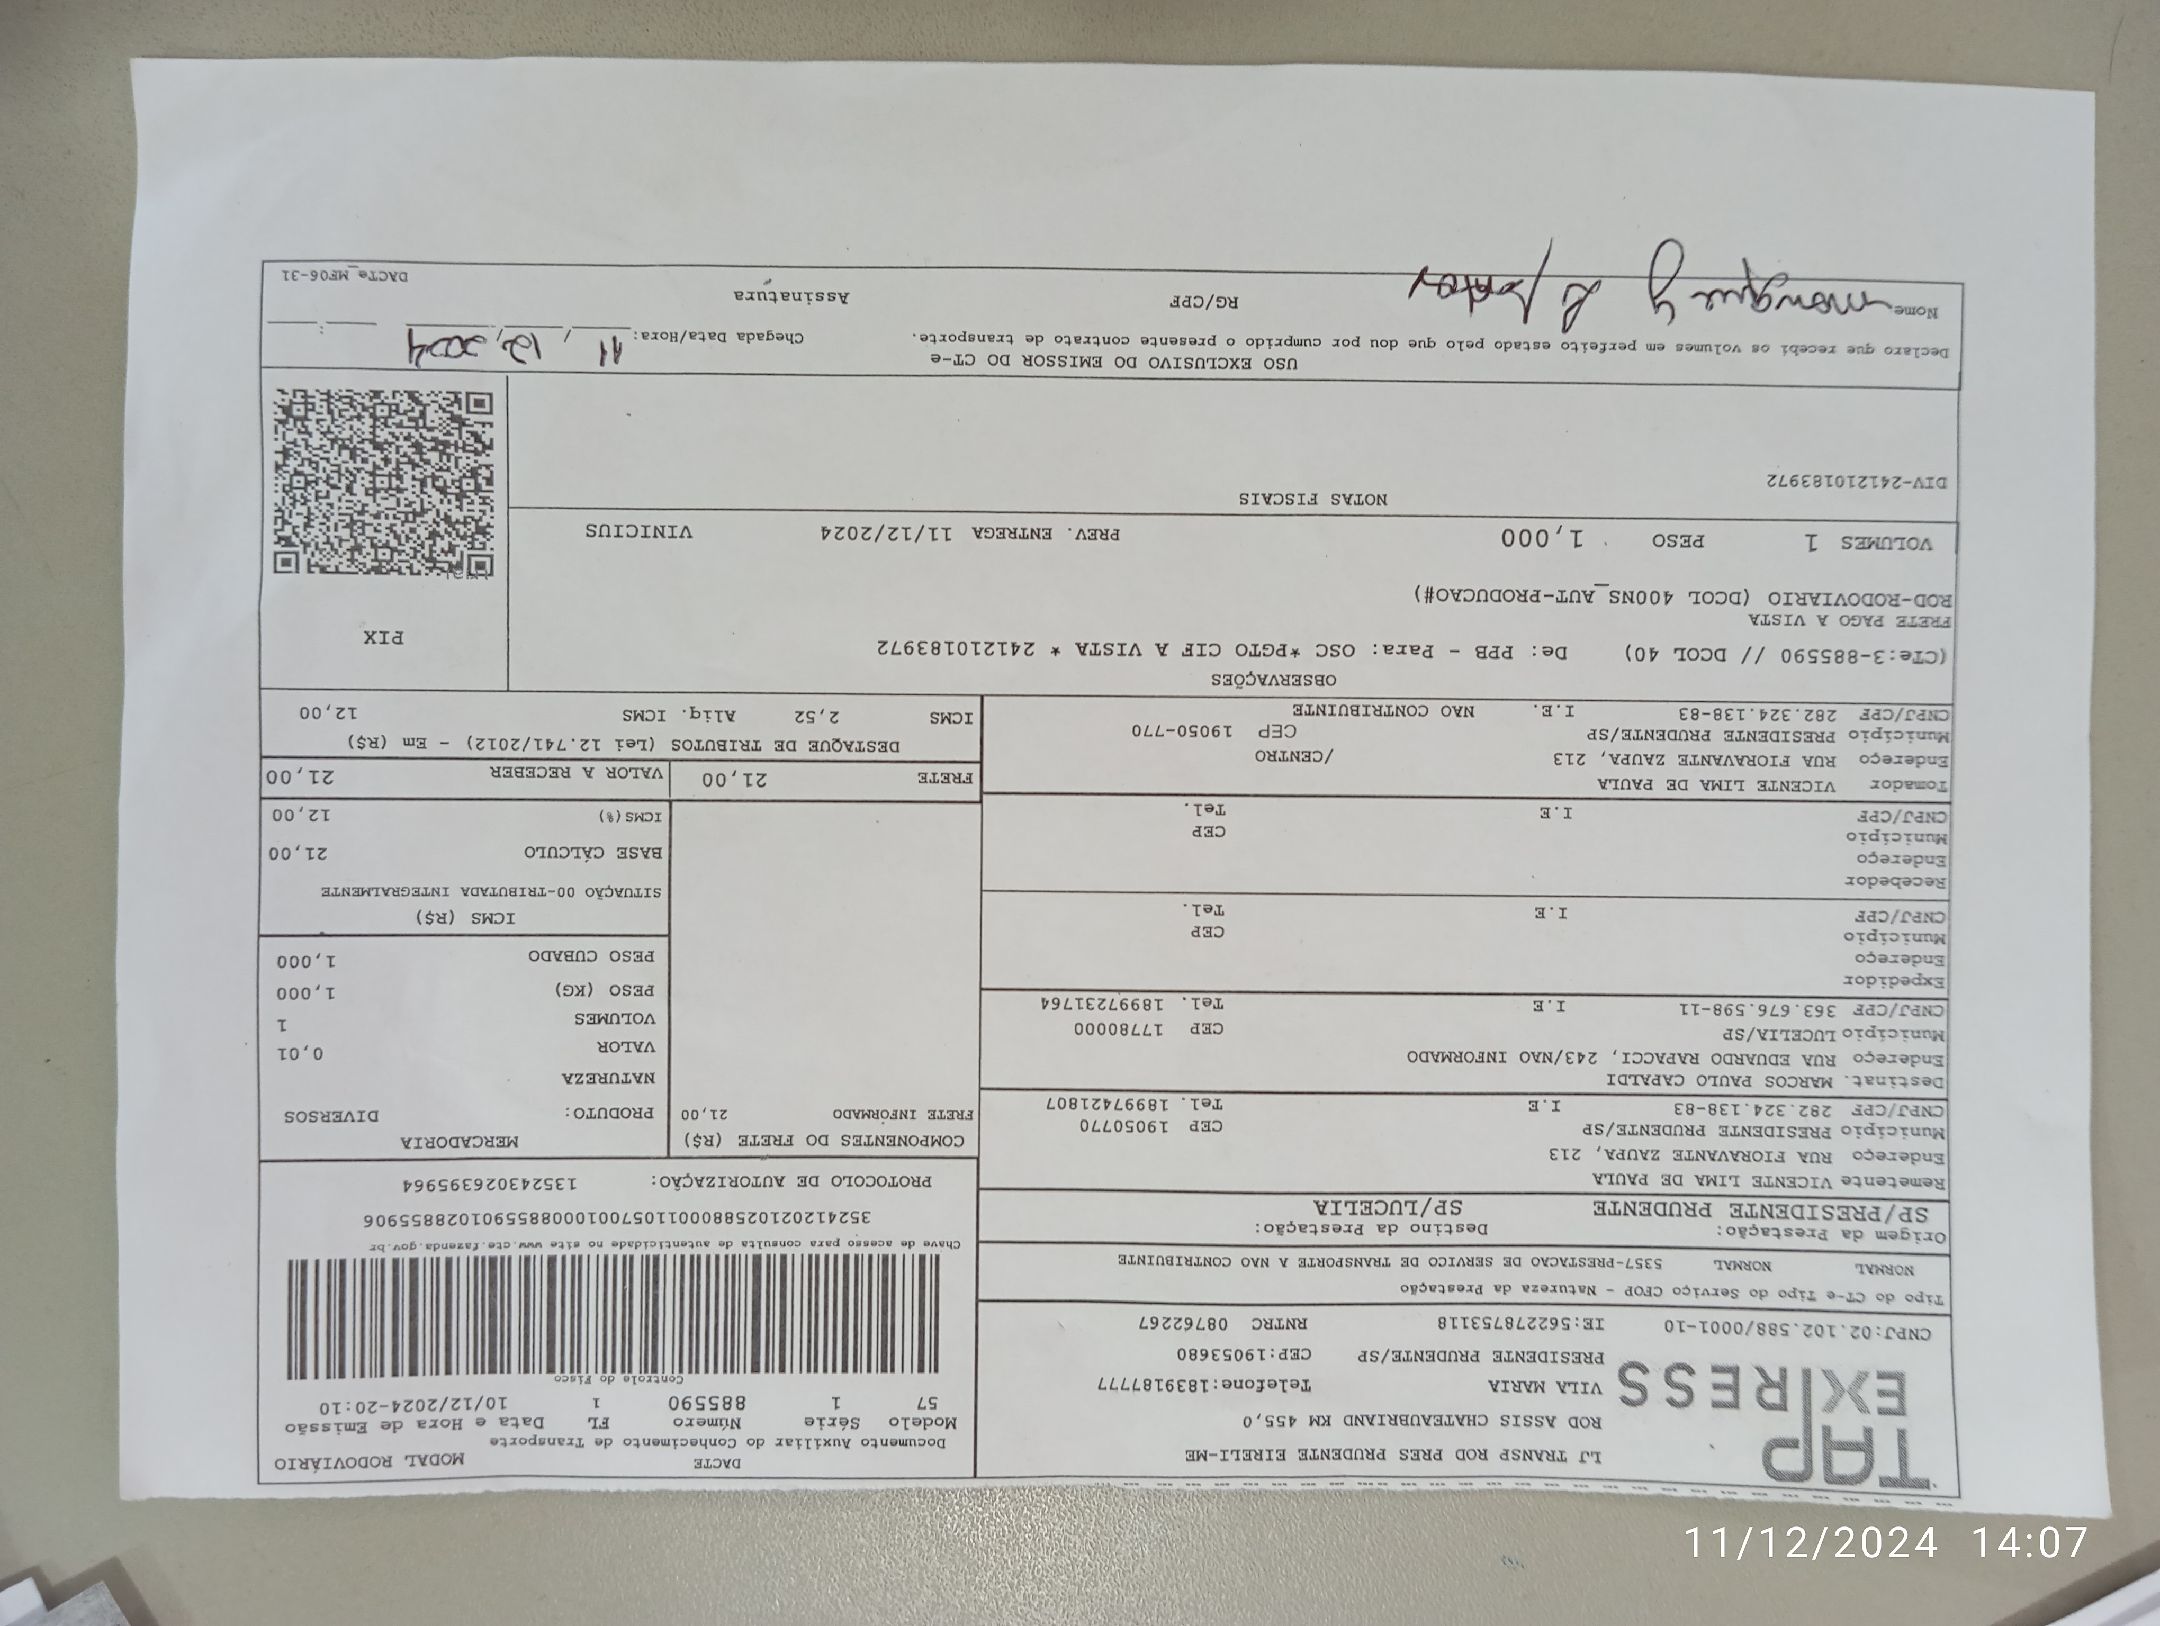 TAP
EXPRESS
LJ TRANSP ROD PRES PRUDENTE EIRELI-ME
ROD ASSIS CHATEAUBRIAND KM 455,0
VILA MARIA Telefone:1839187777
PRESIDENTE PRUDENTE/SP CEP:19053680
CNPJ:02.102.588/0001-10 IE:562278753118 RNTRC 08762267
DACTE MODAL RODOVIÁRIO
Documento Auxiliar do Conhecimento de Transporte
Modelo Série Número FL Data e Hora de Emissão
57 1 885590 1 10/12/2024-20:10
Controle do Fisco
Chave de acesso para consulta de autenticidade no site www.cte.fazenda.gov.br
35241202102588000110570010008855901028855906
PROTOCOLO DE AUTORIZAÇÃO: 135243026395964
Tipo do CT-e Tipo do Serviço CFOP - Natureza da Prestação
NORMAL NORMAL 5357-PRESTACAO DE SERVICO DE TRANSPORTE A NAO CONTRIBUINTE
Origem da Prestação: Destino da Prestação:
SP/PRESIDENTE PRUDENTE SP/LUCELIA
Remetente VICENTE LIMA DE PAULA
Endereço RUA FIORAVANTE ZAUPA, 213
Município PRESIDENTE PRUDENTE/SP CEP 19050770
CNPJ/CPF 282.324.138-83 I.E Tel. 18997421807
Destinat. MARCOS PAULO CAPALDI
Endereço RUA EDUARDO RAPACCI, 243/NAO INFORMADO
Município LUCELIA/SP CEP 17780000
CNPJ/CPF 363.676.598-11 I.E Tel. 18997231764
Expedidor
Endereço
Município CEP
CNPJ/CPF I.E Tel.
Recebedor
Endereço
Município CEP
CNPJ/CPF I.E Tel.
Tomador VICENTE LIMA DE PAULA
Endereço RUA FIORAVANTE ZAUPA, 213 /CENTRO
Município PRESIDENTE PRUDENTE/SP CEP 19050-770
CNPJ/CPF 282.324.138-83 I.E. NAO CONTRIBUINTE
COMPONENTES DO FRETE (R$)
FRETE INFORMADO 21,00
MERCADORIA
PRODUTO: DIVERSOS
NATUREZA
VALOR 0,01
VOLUMES 1
PESO (KG) 1,000
PESO CUBADO 1,000
ICMS (R$)
SITUAÇÃO 00-TRIBUTADA INTEGRALMENTE
BASE CÁLCULO 21,00
ICMS(%) 12,00
FRETE 21,00 VALOR A RECEBER 21,00
DESTAQUE DE TRIBUTOS (Lei 12.741/2012) - Em (R$)
ICMS 2,52 Aliq. ICMS 12,00
OBSERVAÇÕES
(CTe:3-885590 // DCOL 40) De: PPB - Para: OSC *PGTO CIF A VISTA * 241210183972
FRETE PAGO A VISTA
ROD-RODOVIARIO (DCOL 400NS_AUT-PRODUCAO#)
PIX
VOLUMES 1 PESO 1,000 PREV. ENTREGA 11/12/2024 VINICIUS
NOTAS FISCAIS
DIV-241210183972
USO EXCLUSIVO DO EMISSOR DO CT-e
Declaro que recebi os volumes em perfeito estado pelo que dou por cumprido o presente contrato de transporte. Chegada Data/Hora: 11/12/2024 :
Nome RG/CPF Assinatura
DACTe_MF06-31
11/12/2024 14:07